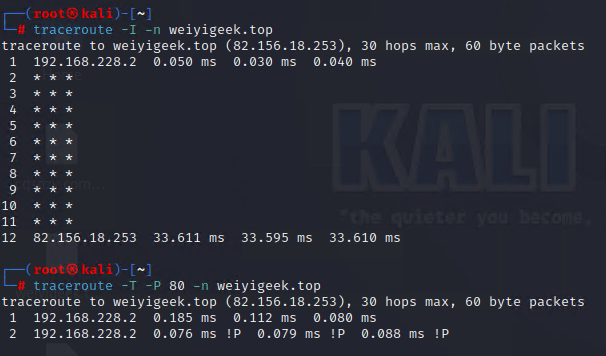 ┌──(root㉿kali)-[~]
└─# traceroute -I -n weiyigeek.top
traceroute to weiyigeek.top (82.156.18.253), 30 hops max, 60 byte packets
 1  192.168.228.2  0.050 ms  0.030 ms  0.040 ms
 2  * * *
 3  * * *
 4  * * *
 5  * * *
 6  * * *
 7  * * *
 8  * * *
 9  * * *
10  * * *
11  * * *
12  82.156.18.253  33.611 ms  33.595 ms  33.610 ms
KALI
"the quieter you become,
┌──(root㉿kali)-[~]
└─# traceroute -T -P 80 -n weiyigeek.top
traceroute to weiyigeek.top (82.156.18.253), 30 hops max, 60 byte packets
 1  192.168.228.2  0.185 ms  0.112 ms  0.080 ms
 2  192.168.228.2  0.076 ms !P  0.079 ms !P  0.088 ms !P